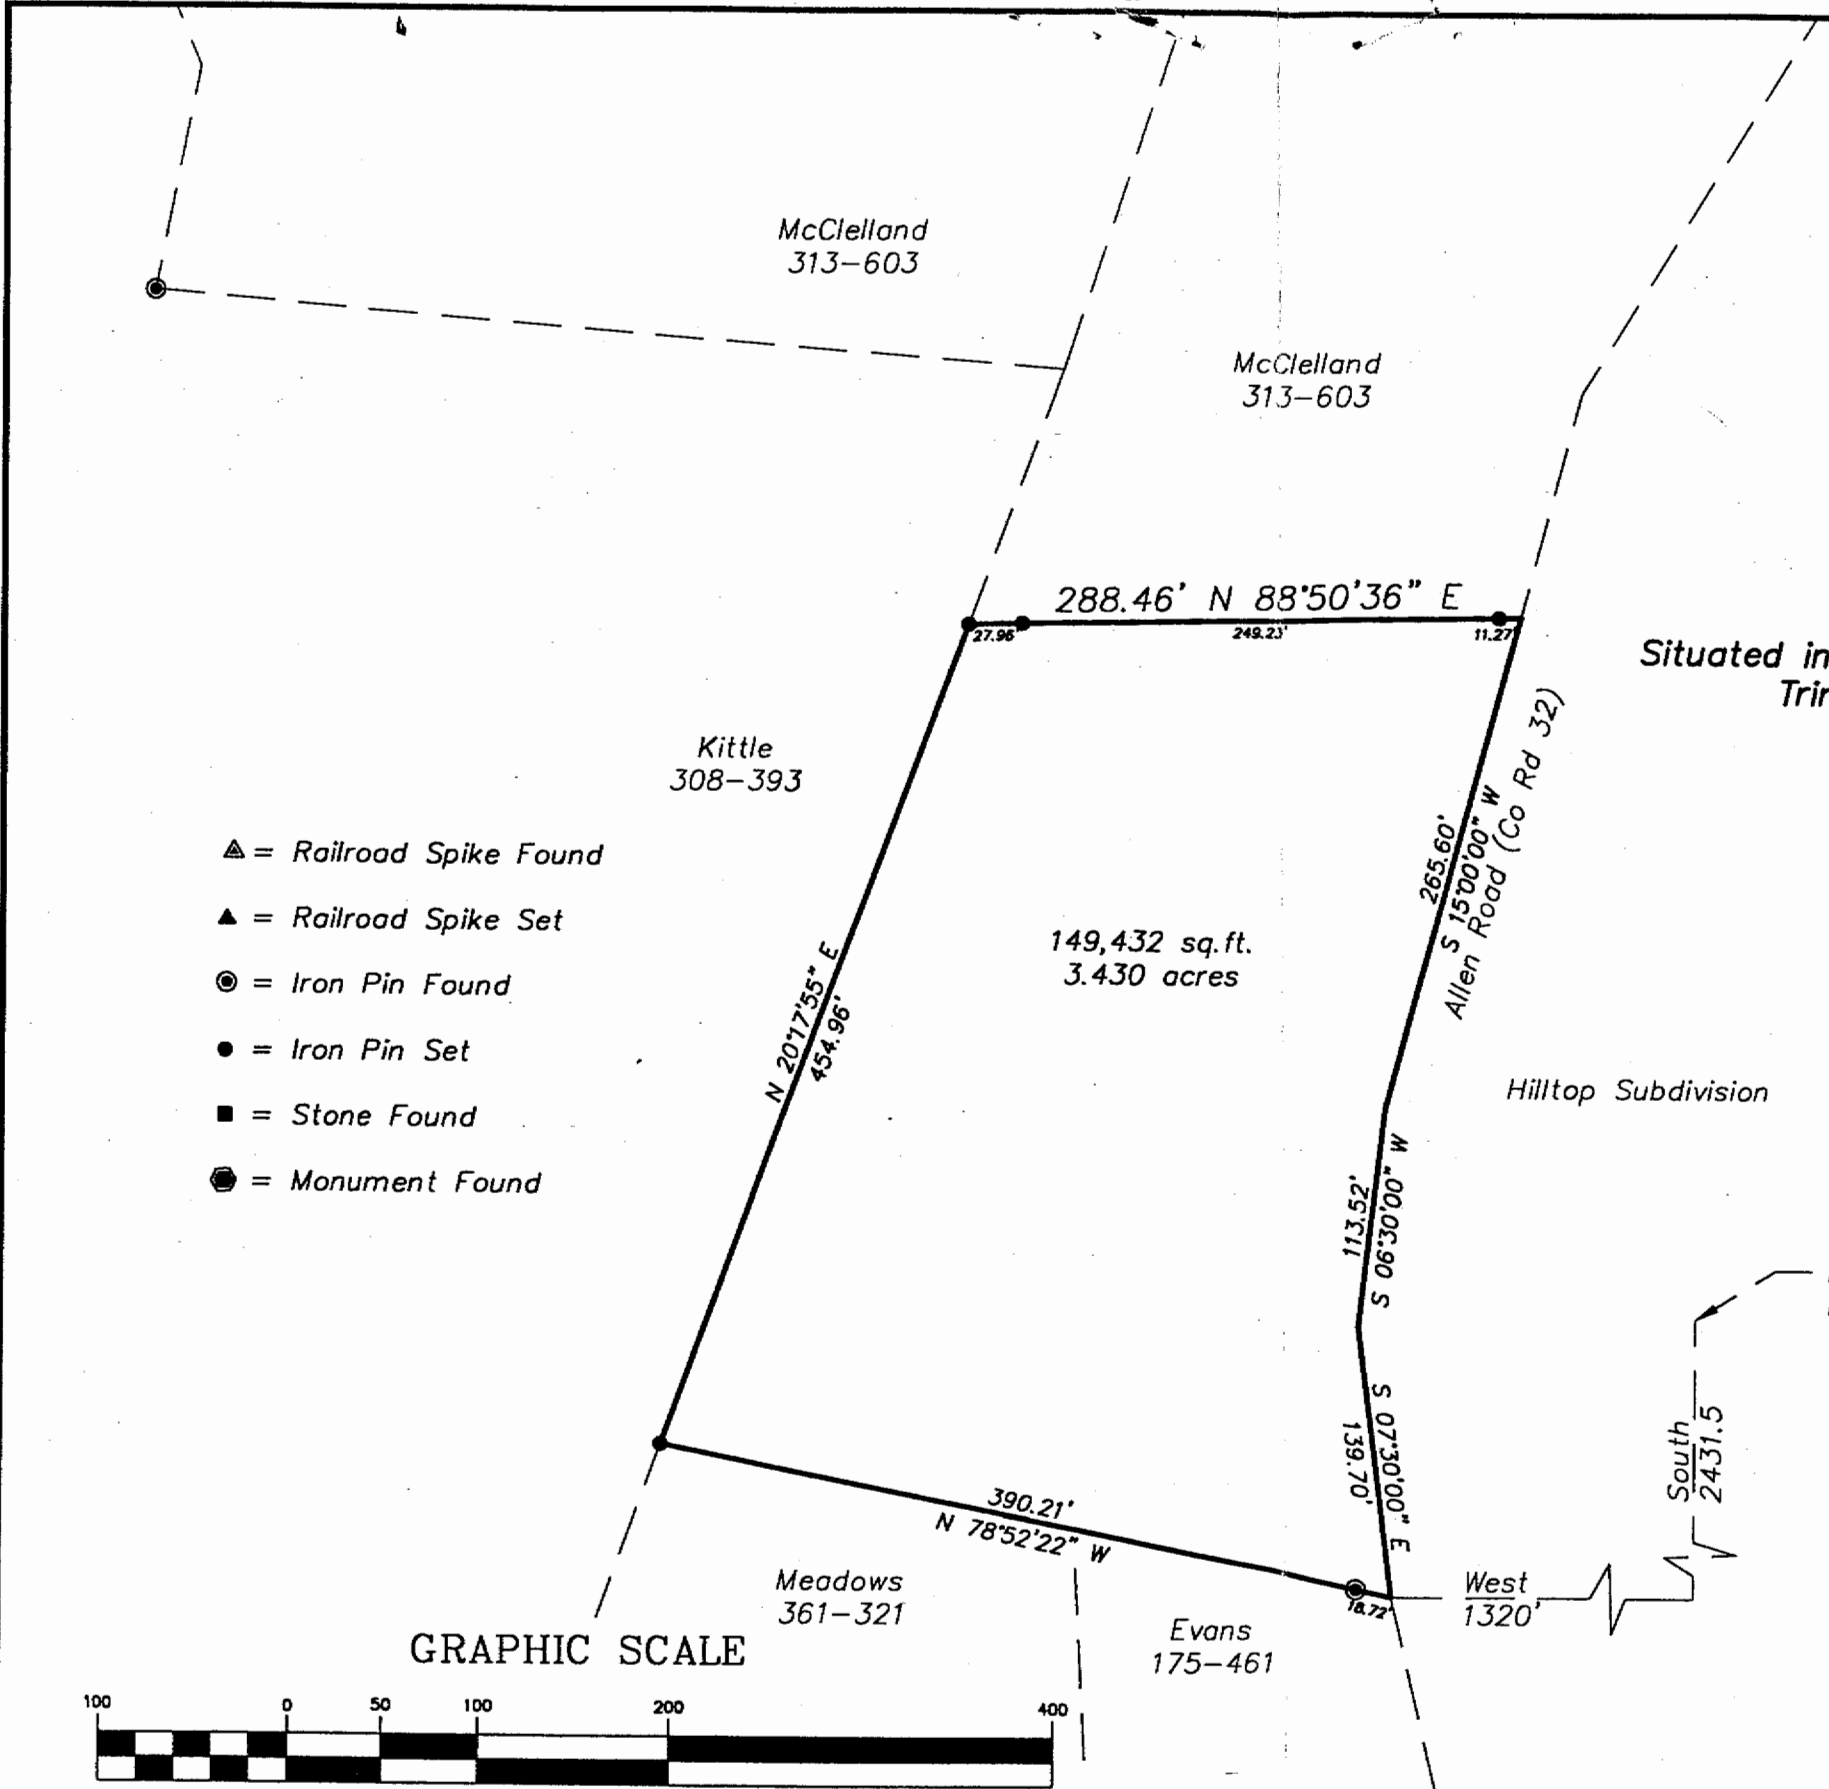 McClelland
313-603
McClelland
313-603
288.46' N 88°50'36" E
27.96'
249.23'
11.27'
Situated in
Kittle
308-393
265.60'
S 15°00'00" W
Allen Road (Co Rd 32)
= Railroad Spike Found
= Railroad Spike Set
= Iron Pin Found
= Iron Pin Set
= Stone Found
= Monument Found
149,432 sq.ft.
3.430 acres
N 20°17'55" E
454.96'
Hilltop Subdivision
113.52'
S 06°30'00" W
139.70'
S 07°30'00" E
South
2431.5
390.21'
N 78°52'22" W
18.72'
West
1320'
Meadows
361-321
Evans
175-461
GRAPHIC SCALE
100 0 50 100 200 400